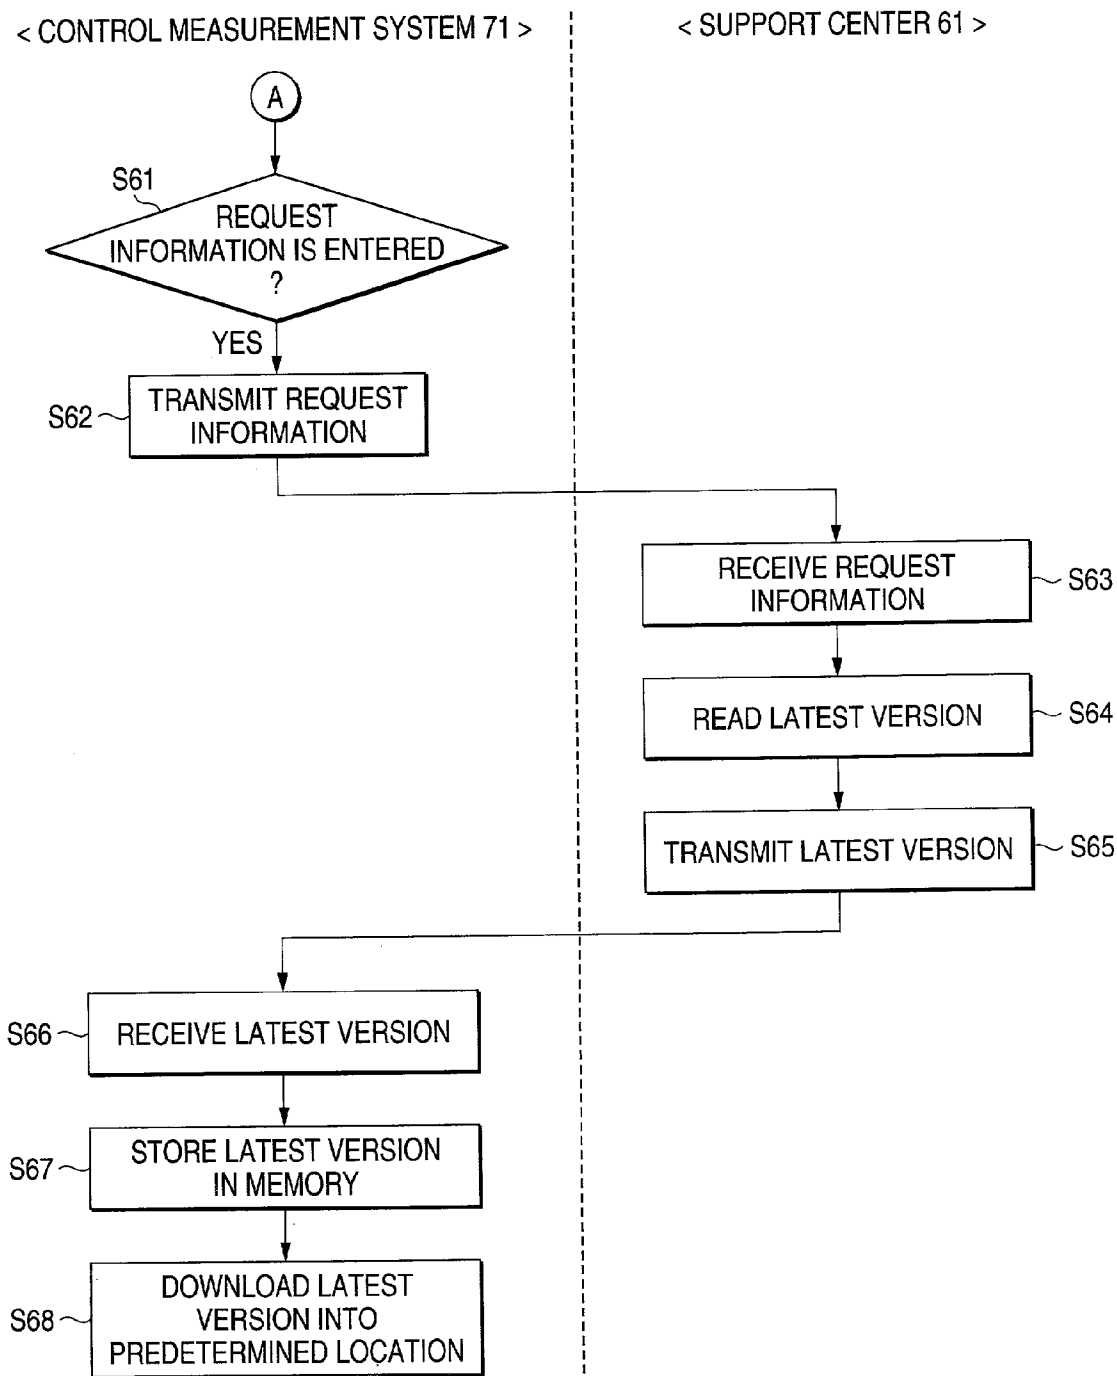 < CONTROL MEASUREMENT SYSTEM 71 >
< SUPPORT CENTER 61 >
A
S61
REQUEST
INFORMATION IS ENTERED
?
YES
S62
TRANSMIT REQUEST
INFORMATION
RECEIVE REQUEST
INFORMATION
S63
READ LATEST VERSION
S64
TRANSMIT LATEST VERSION
S65
S66
RECEIVE LATEST VERSION
S67
STORE LATEST VERSION
IN MEMORY
S68
DOWNLOAD LATEST
VERSION INTO
PREDETERMINED LOCATION